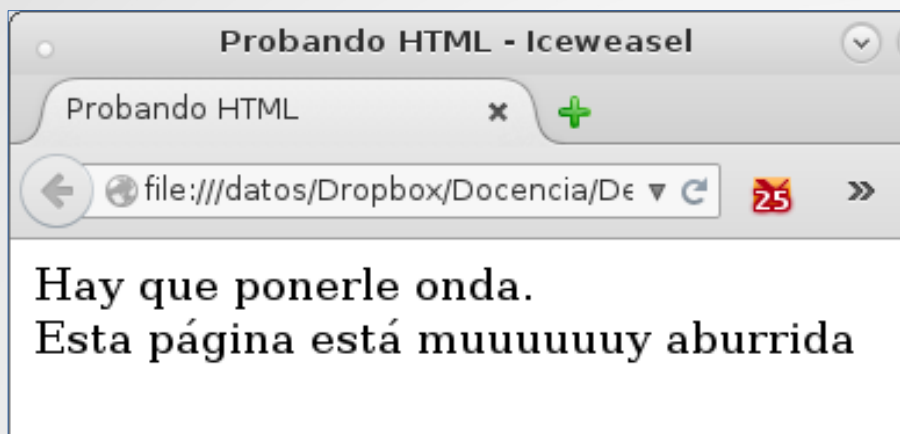 Probando HTML - Iceweasel
Probando HTML
file:///datos/Dropbox/Docencia/De
25
Hay que ponerle onda.
Esta página está muuuuuuy aburrida